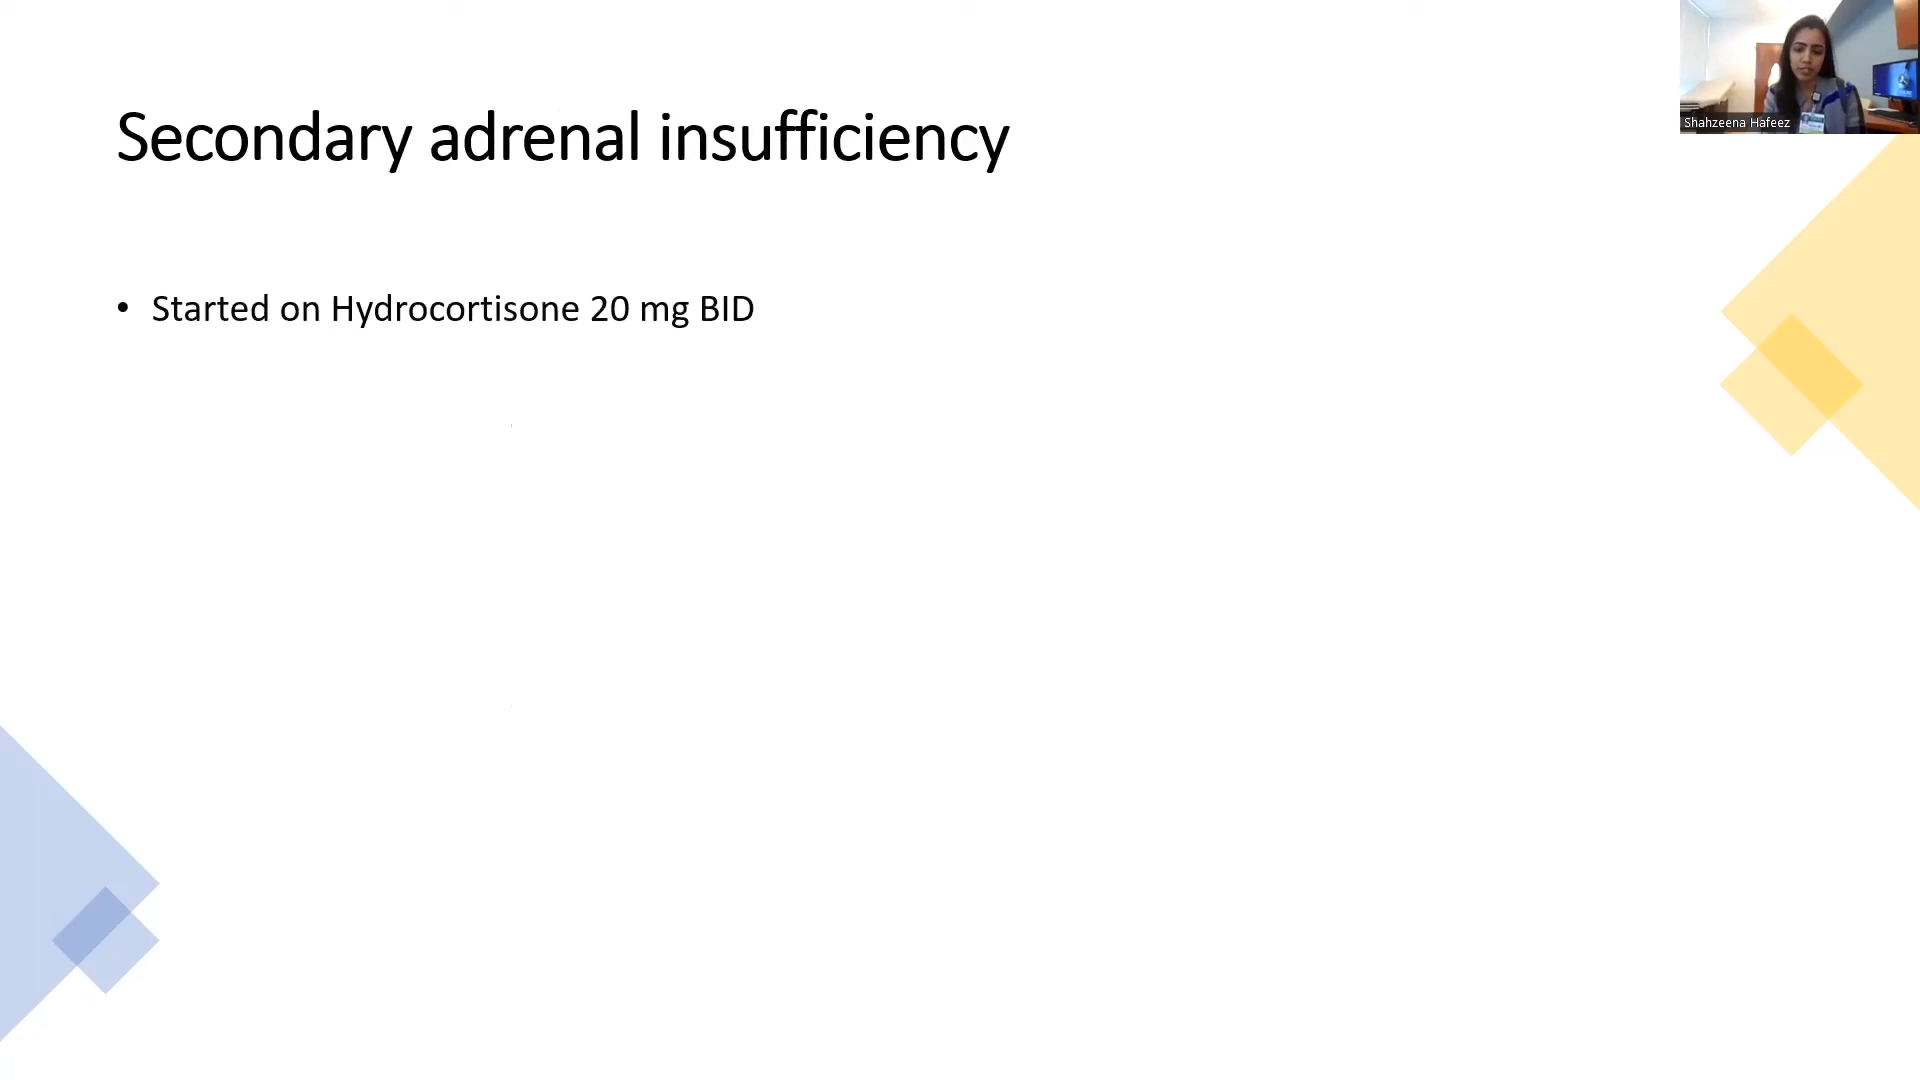 Shahzeena Hafeez
Secondary adrenal insufficiency
• Started on Hydrocortisone 20 mg BID